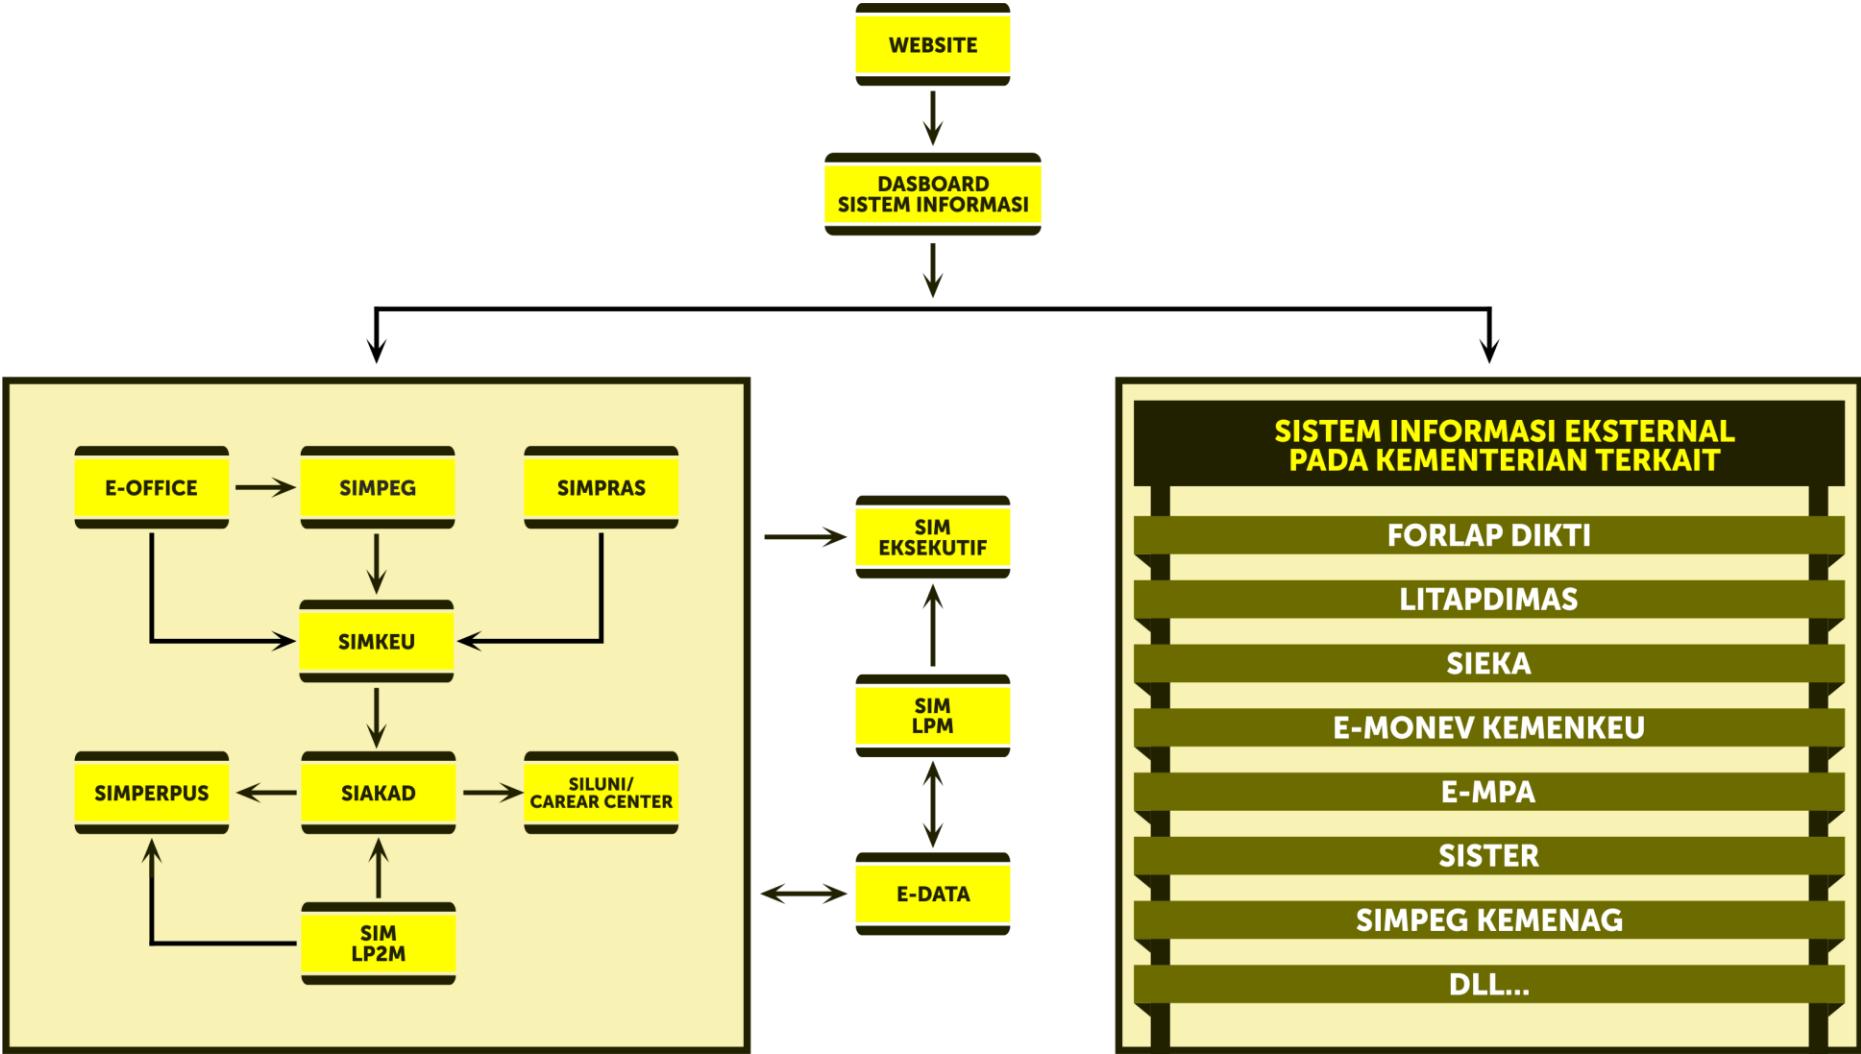 WEBSITE
DASBOARD
SISTEM INFORMASI
E-OFFICE
SIMPEG
SIMPRAS
SIMKEU
SIMPERPUS
SIAKAD
SILUNI/
CAREAR CENTER
SIM
LP2M
SIM
EKSEKUTIF
SIM
LPM
E-DATA
SISTEM INFORMASI EKSTERNAL
PADA KEMENTERIAN TERKAIT
FORLAP DIKTI
LITAPDIMAS
SIEKA
E-MONEV KEMENKEU
E-MPA
SISTER
SIMPEG KEMENAG
DLL...